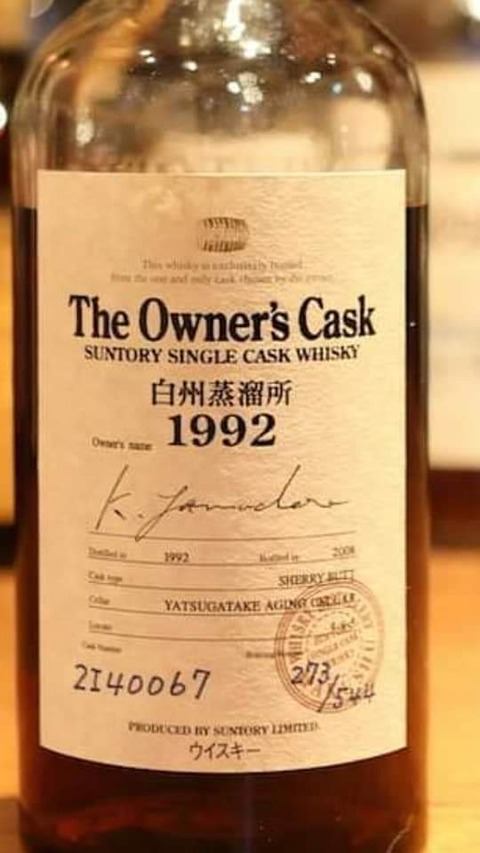 This whisky is exclusively bottled
from the one and only cask chosen by the owner.
The Owner's Cask
SUNTORY SINGLE CASK WHISKY
白州蒸溜所
1992
Owner's name
K. Yamada
Distilled in 1992 Bottled in 2008
Cask type SHERRY BUTT
Cellar YATSUGATAKE AGING CELLAR
Locate
Cask Number
2I40067 273/544
PRODUCED BY SUNTORY LIMITED.
ウイスキー